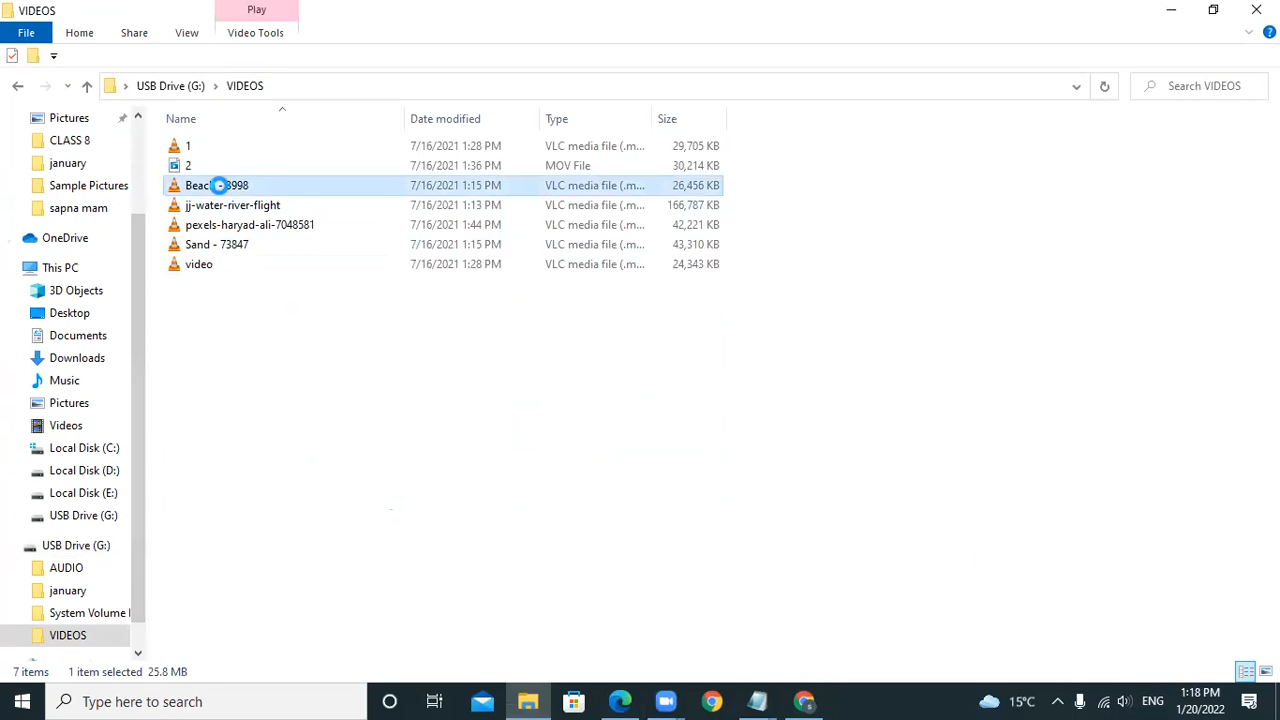 VIDEOS
Play
File
Home
Share
View
Video Tools
USB Drive (G:)
VIDEOS
Search VIDEOS
Name
Date modified
Type
Size
1
7/16/2021 1:28 PM
VLC media file (.m...
29,705 KB
2
7/16/2021 1:36 PM
MOV File
30,214 KB
7/16/2021 1:15 PM
VLC media file (.m...
26,456 KB
jj-water-river-flight
7/16/2021 1:13 PM
VLC media file (.m...
166,787 KB
pexels-haryad-ali-7048581
7/16/2021 1:44 PM
VLC media file (.m...
42,221 KB
Sand - 73847
7/16/2021 1:15 PM
VLC media file (.m...
43,310 KB
video
7/16/2021 1:28 PM
VLC media file (.m...
24,343 KB
Pictures
CLASS 8
january
Sample Pictures
sapna mam
OneDrive
This PC
3D Objects
Desktop
Documents
Downloads
Music
Pictures
Videos
Local Disk (C:)
Local Disk (D:)
Local Disk (E:)
USB Drive (G:)
USB Drive (G:)
AUDIO
january
System Volume
VIDEOS
7 items
1 item selected 25.8 MB
Type here to search
15°C
ENG
1:18 PM
1/20/2022